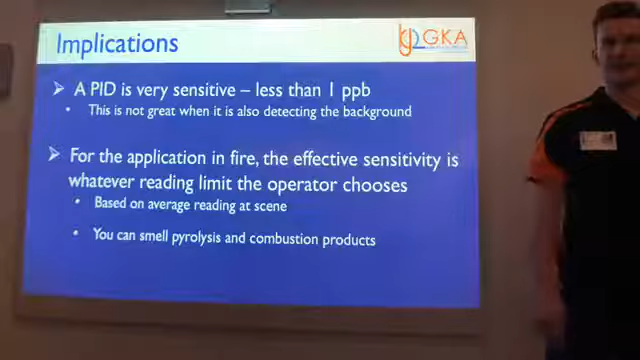 Implications
GKA
A PID is very sensitive – less than 1 ppb
This is not great when it is also detecting the background
For the application in fire, the effective sensitivity is
whatever reading limit the operator chooses
Based on average reading at scene
You can smell pyrolysis and combustion products